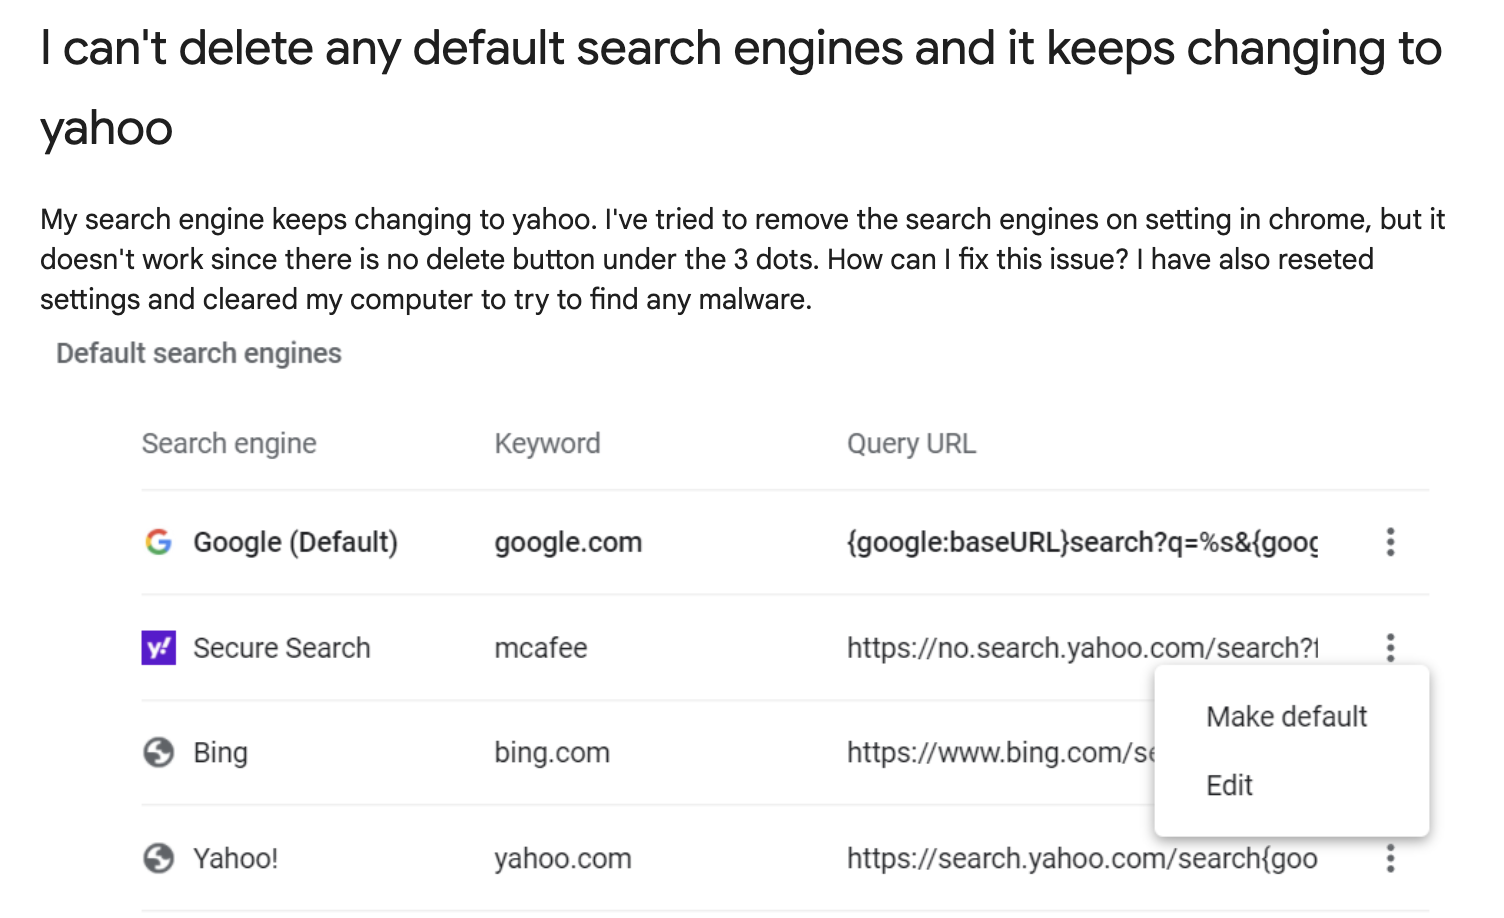 I can't delete any default search engines and it keeps changing to
yahoo
My search engine keeps changing to yahoo. I've tried to remove the search engines on setting in chrome, but it
doesn't work since there is no delete button under the 3 dots. How can I fix this issue? I have also reseted
settings and cleared my computer to try to find any malware.
Default search engines
Search engine Keyword Query URL
Google (Default) google.com {google:baseURL}search?q=%s&{goog
y! Secure Search mcafee https://no.search.yahoo.com/search?f
Make default
Bing bing.com https://www.bing.com/se
Edit
Yahoo! yahoo.com https://search.yahoo.com/search{goo